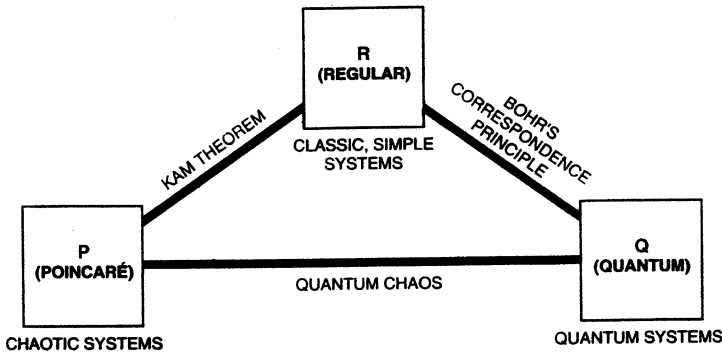 R
(REGULAR)
CLASSIC, SIMPLE
SYSTEMS
KAM THEOREM
BOHR'S
CORRESPONDENCE
PRINCIPLE
P
(POINCARÉ)
CHAOTIC SYSTEMS
QUANTUM CHAOS
Q
(QUANTUM)
QUANTUM SYSTEMS